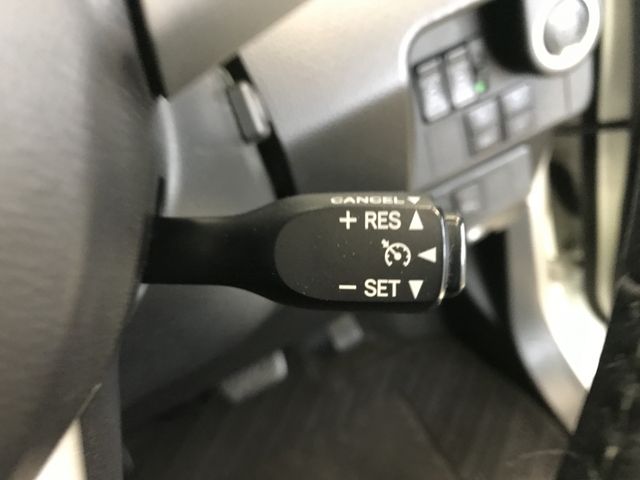 CANCEL▼
+ RES ▲
◀
− SET ▼